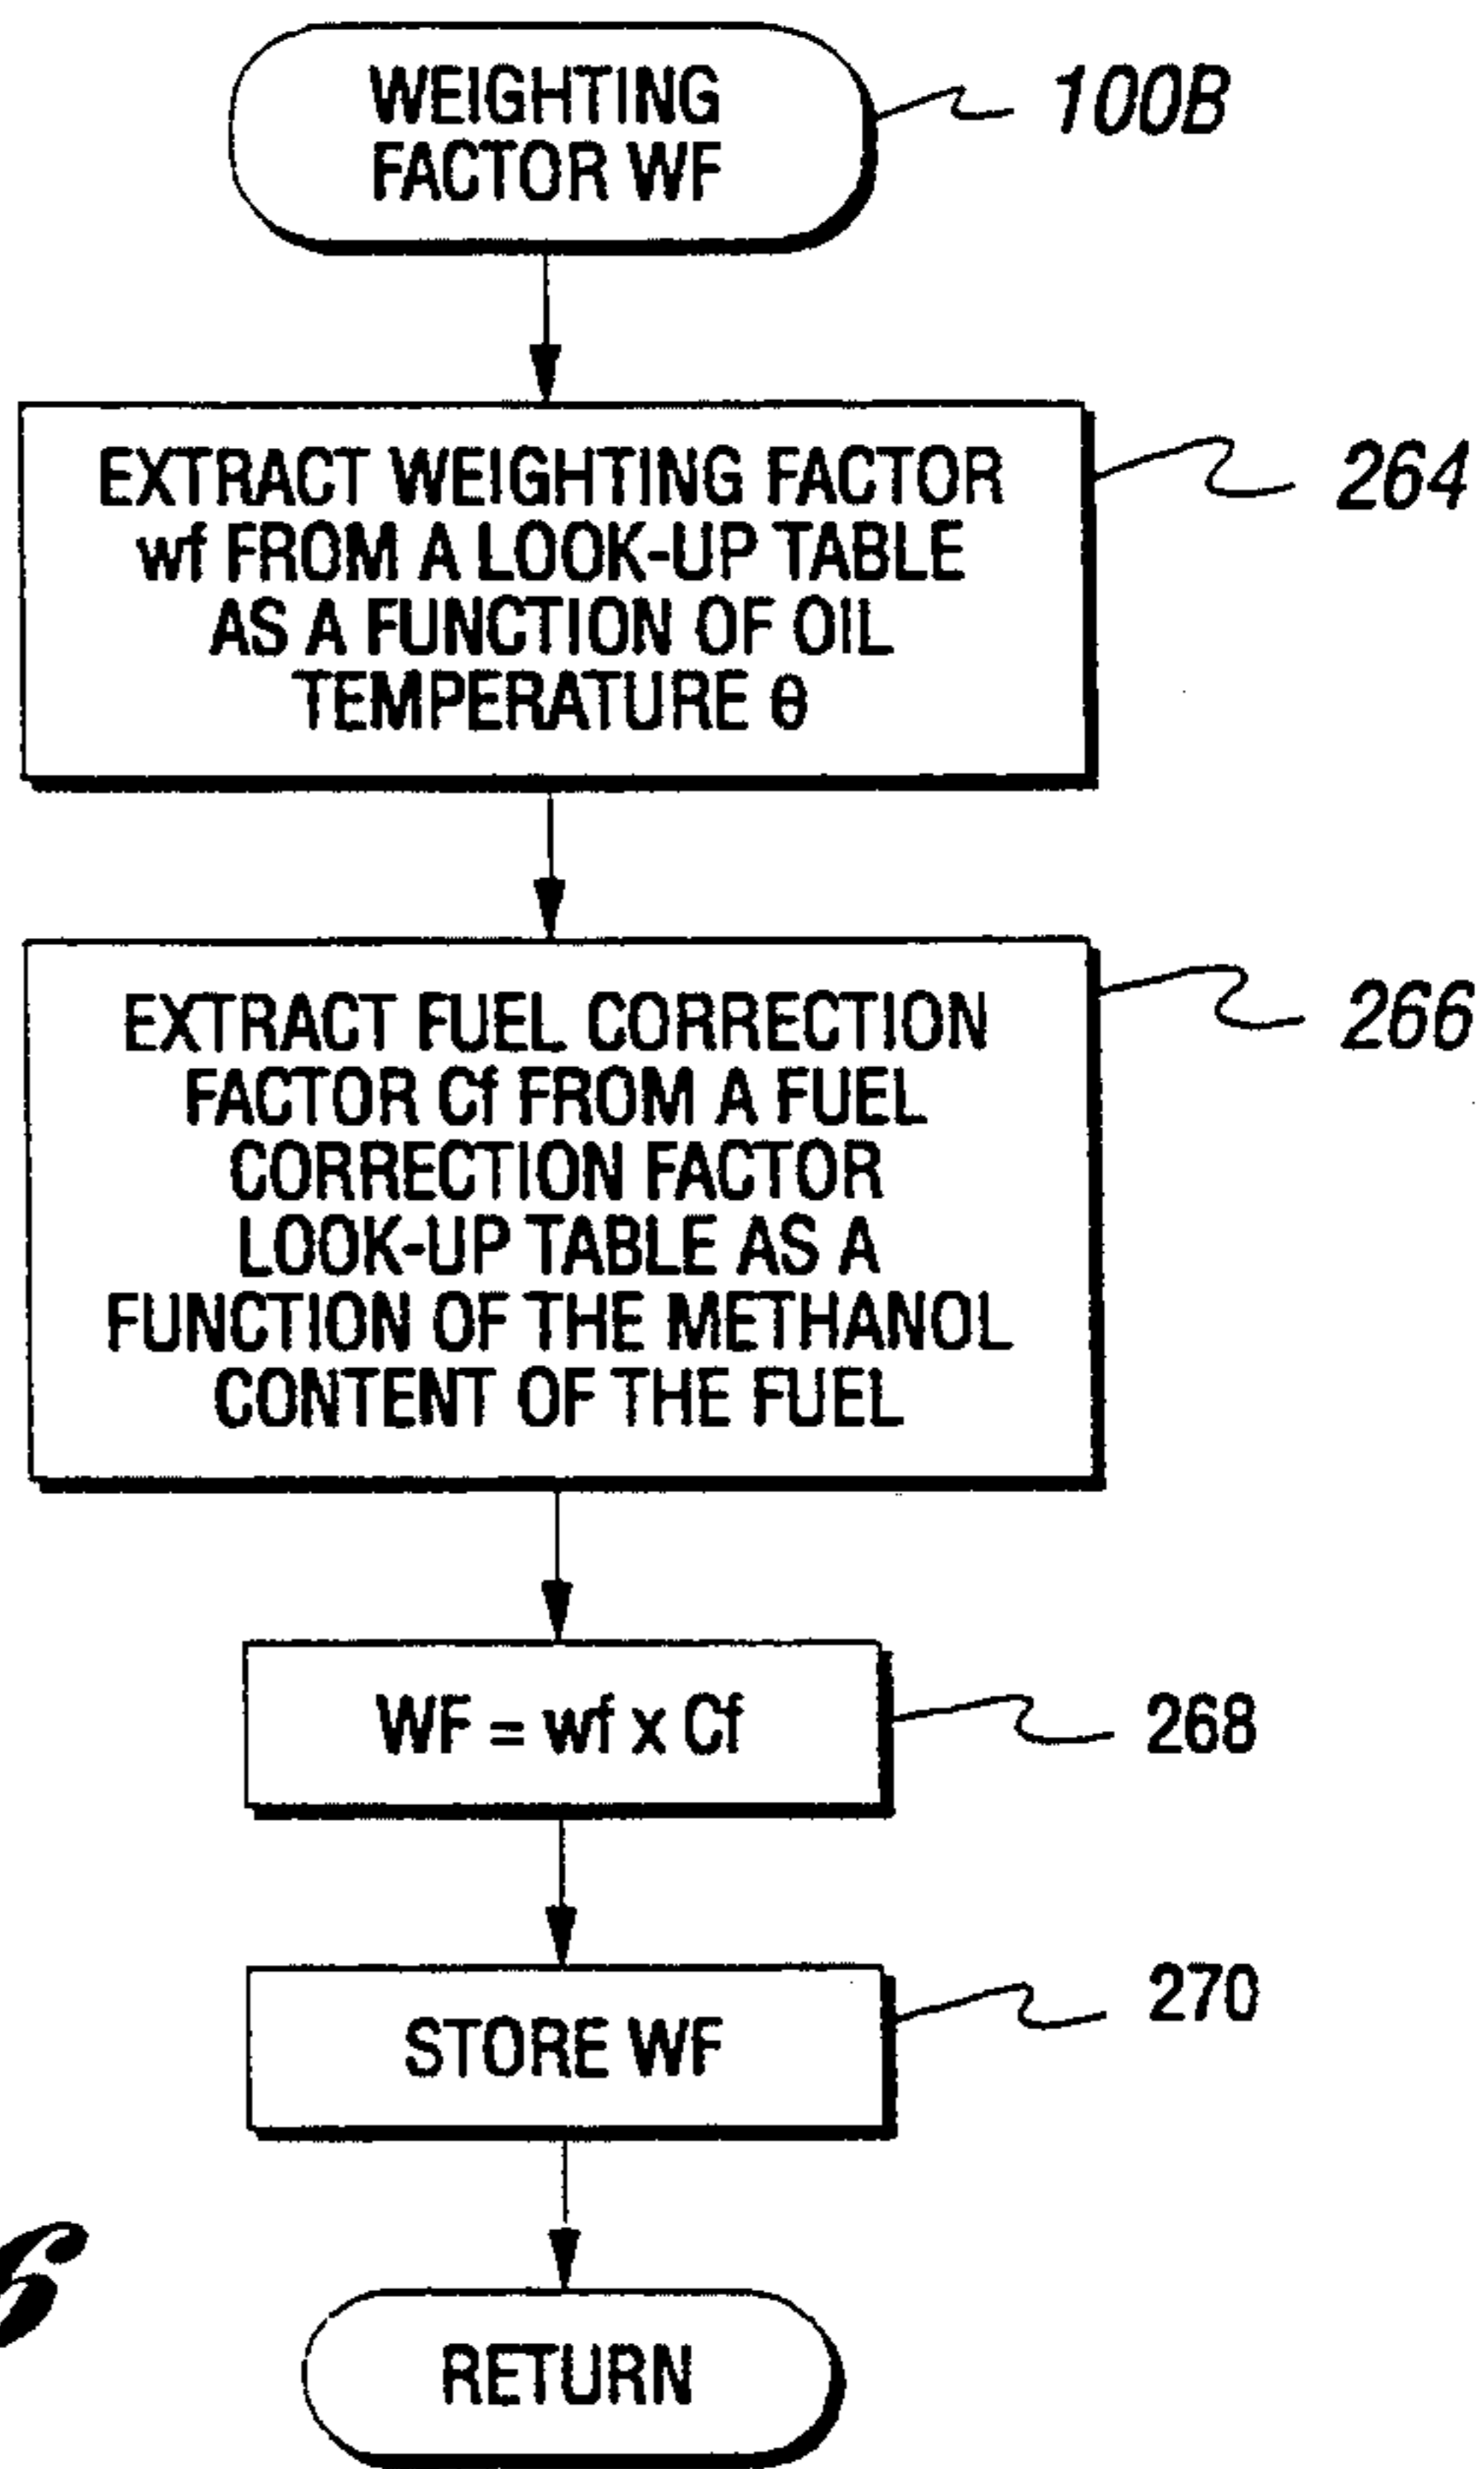 WEIGHTING
FACTOR WF
100B
EXTRACT WEIGHTING FACTOR
wf FROM A LOOK-UP TABLE
AS A FUNCTION OF OIL
TEMPERATURE θ
264
EXTRACT FUEL CORRECTION
FACTOR Cf FROM A FUEL
CORRECTION FACTOR
LOOK-UP TABLE AS A
FUNCTION OF THE METHANOL
CONTENT OF THE FUEL
266
WF = wf x Cf
268
STORE WF
270
RETURN